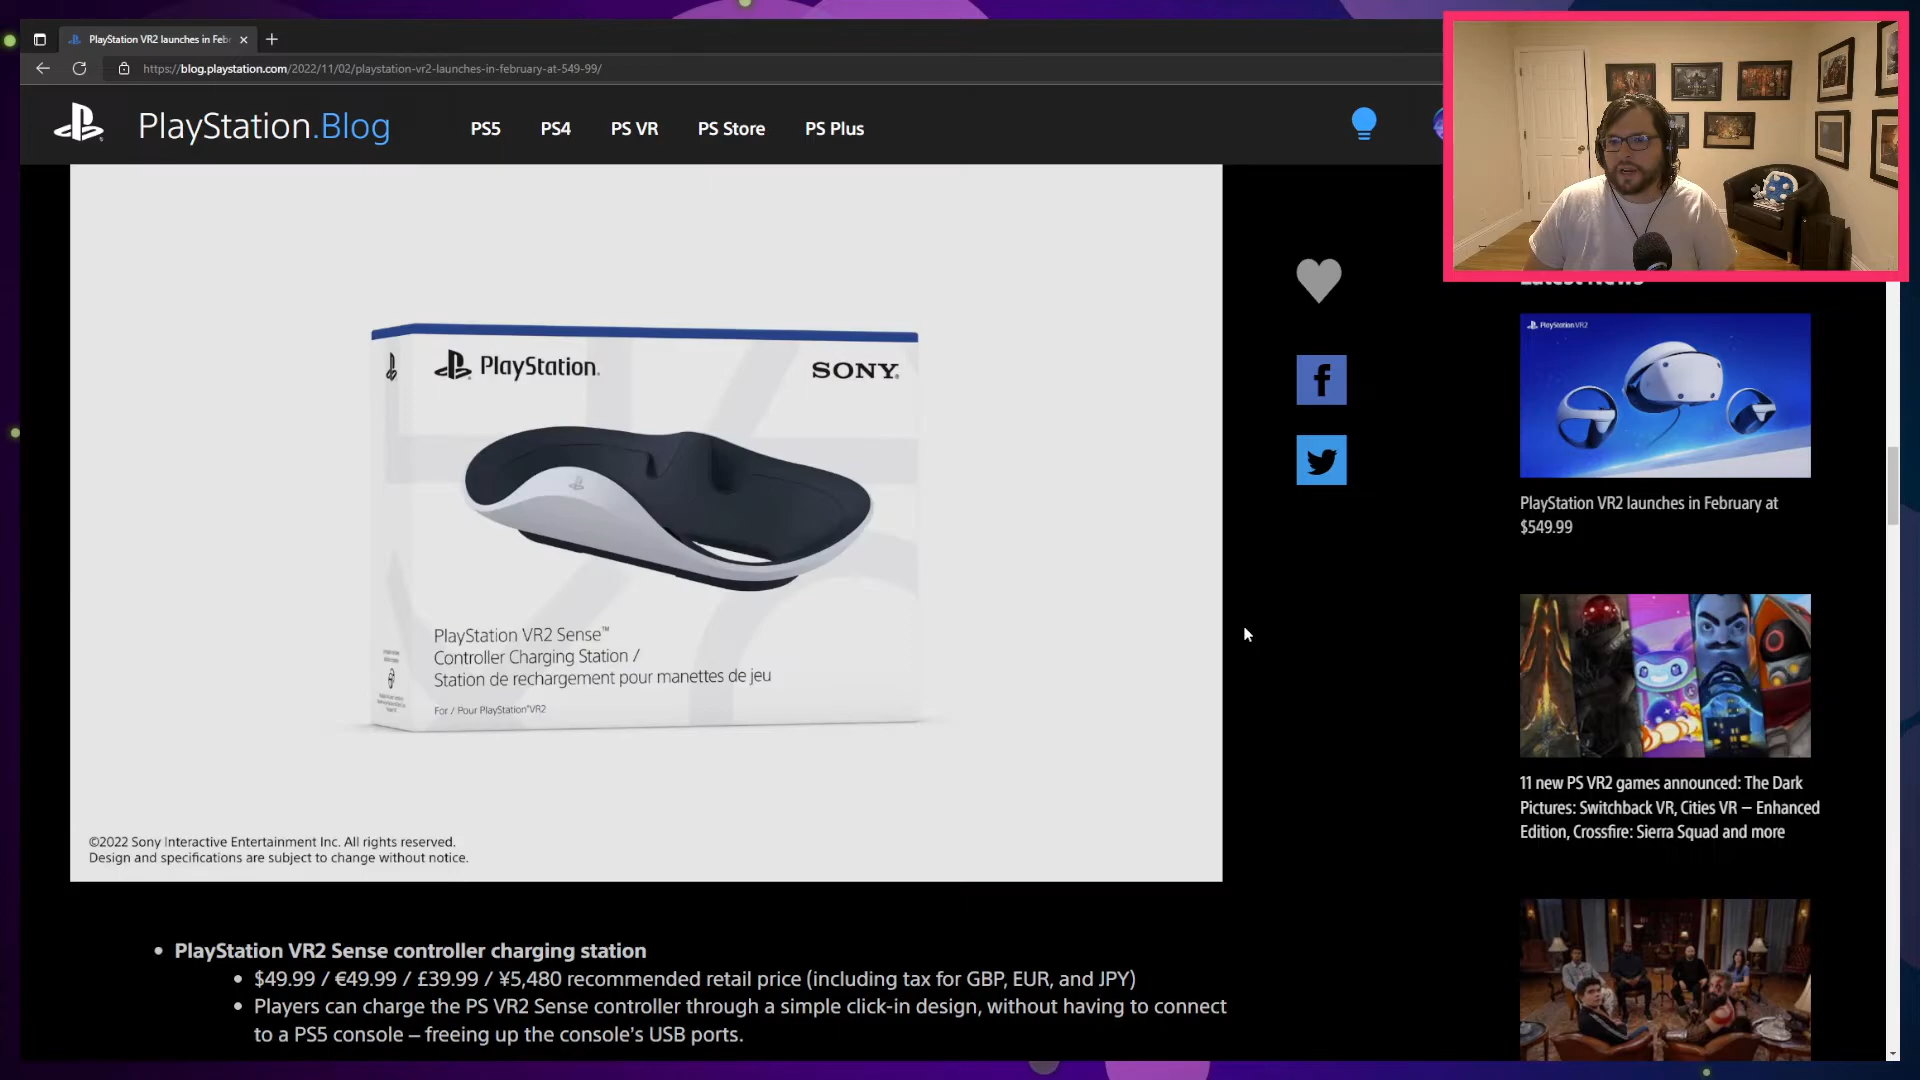 PlayStation VR2 launches in Feb
https://blog.playstation.com/2022/11/02/playstation-vr2-launches-in-february-at-549-99/
PlayStation.Blog
PS5
PS4
PS VR
PS Store
PS Plus
PlayStation.
SONY
PlayStation VR2 Sense™
Controller Charging Station /
Station de rechargement pour manettes de jeu
For / Pour PlayStation®VR2
©2022 Sony Interactive Entertainment Inc. All rights reserved.
Design and specifications are subject to change without notice.
• PlayStation VR2 Sense controller charging station
• $49.99 / €49.99 / £39.99 / ¥5,480 recommended retail price (including tax for GBP, EUR, and JPY)
• Players can charge the PS VR2 Sense controller through a simple click-in design, without having to connect
to a PS5 console – freeing up the console's USB ports.
Latest News
PlayStation VR2
PlayStation VR2 launches in February at
$549.99
11 new PS VR2 games announced: The Dark
Pictures: Switchback VR, Cities VR – Enhanced
Edition, Crossfire: Sierra Squad and more